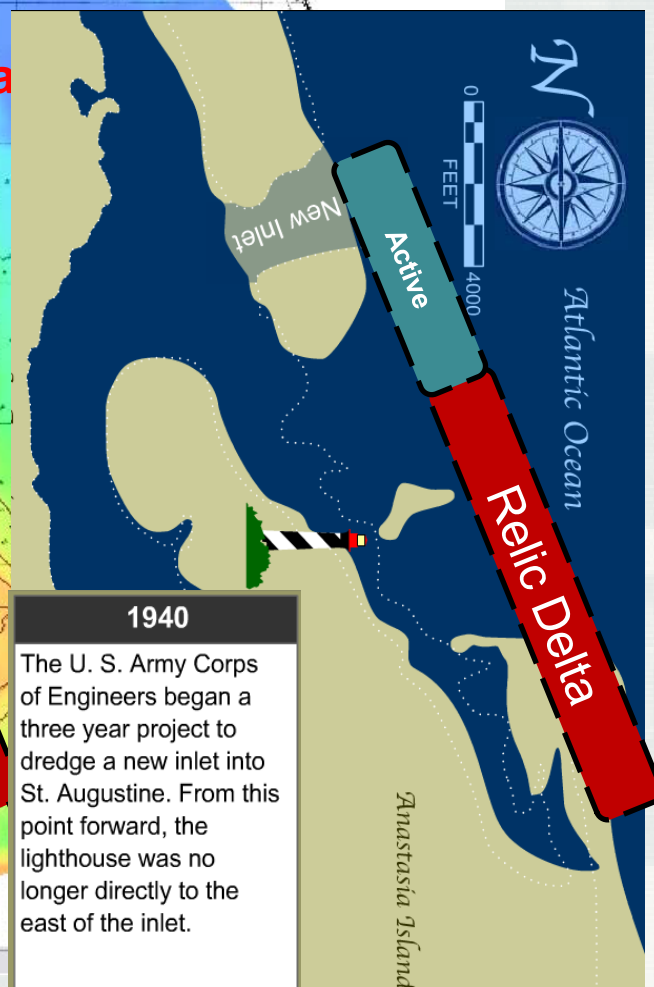 a
N
0
FEET
4000
New Inlet
Active
Atlantic Ocean
Relic Delta
1940
The U. S. Army Corps
of Engineers began a
three year project to
dredge a new inlet into
St. Augustine. From this
point forward, the
lighthouse was no
longer directly to the
east of the inlet.
Anastasia Island